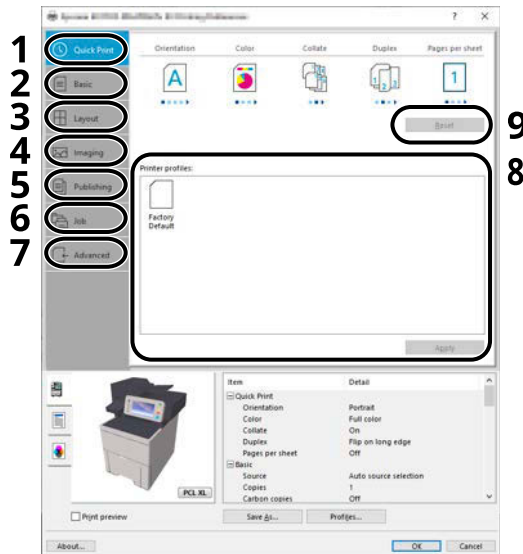 ? ×
1 Quick Print
Orientation Color Collate Duplex Pages per sheet
2 Basic
A 1 2 3 1
3 Layout
Reset 9
4 Imaging
Printer profiles: 8
5 Publishing
6 Job
Factory
Default
7 Advanced
Apply
Item Detail
Quick Print
Orientation Portrait
Color Full color
Collate On
Duplex Flip on long edge
Pages per sheet Off
Basic
Source Auto source selection
Copies 1
Carbon copies Off
PCL XL
Print preview Save As... Profiles...
About... OK Cancel